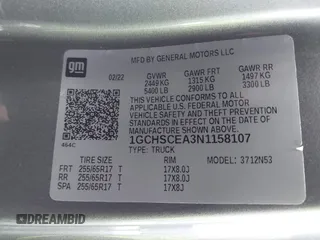 gm
MFD BY GENERAL MOTORS LLC
02/22 GVWR GAWR FRT GAWR RR
2449 KG 1315 KG 1497 KG
5400 LB 2900 LB 3300 LB
THIS VEHICLE CONFORMS TO ALL
APPLICABLE U.S. FEDERAL MOTOR
VEHICLE SAFETY
STANDARDS IN EFFECT ON THE DATE OF
MANUFACTURE SHOWN ABOVE.
1GCHSCEA3N1158107
464C TYPE: TRUCK MODEL: 3712N53
TIRE SIZE RIM
FRT 255/65R17 T 17X8.0J
RR 255/65R17 T 17X8.0J
SPA 255/65R17 T 17X8J
DREAMBID